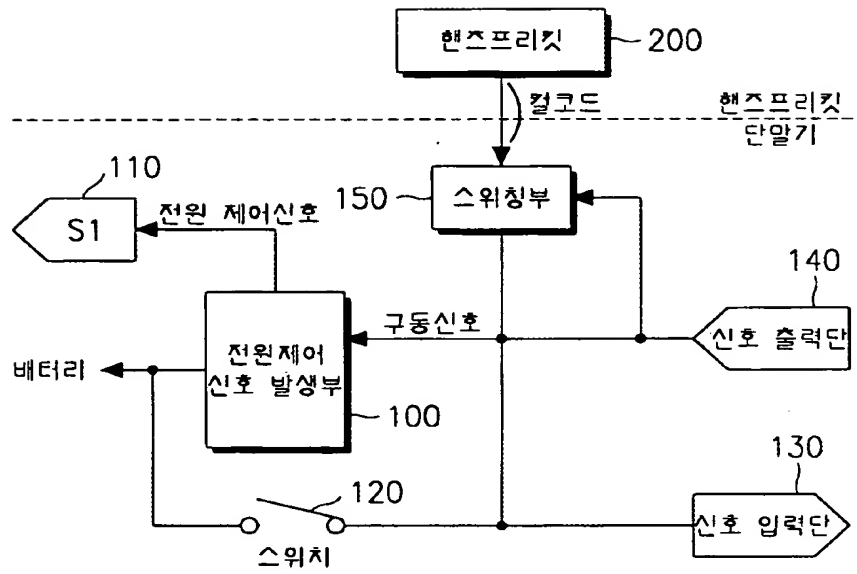 핸즈프리킷
200
컬코드
핸즈프리킷
단말기
110
150
스위칭부
S1
전원 제어신호
140
구동신호
신호 출력단
전원제어
신호 발생부
배터리
100
130
120
신호 입력단
스위치